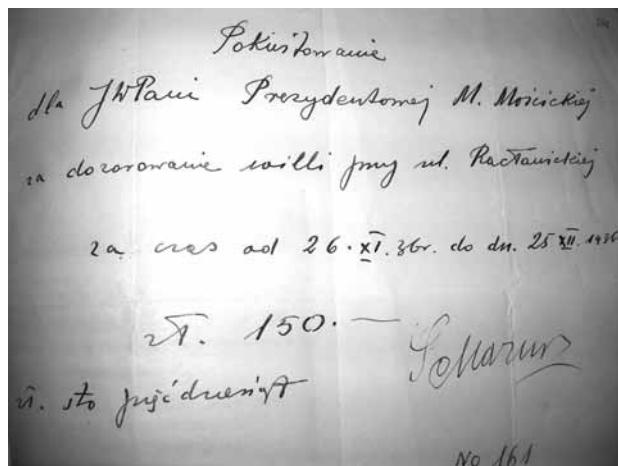 Pokwitowanie
dla JWPani Prezydentowej M. Mościckiej
za dozorowanie willi przy ul. Racławickiej
za czas od 26.XI.36r. do dn. 25 XII. 1936
zł. 150.—
zł. sto pięćdziesiąt
No 161